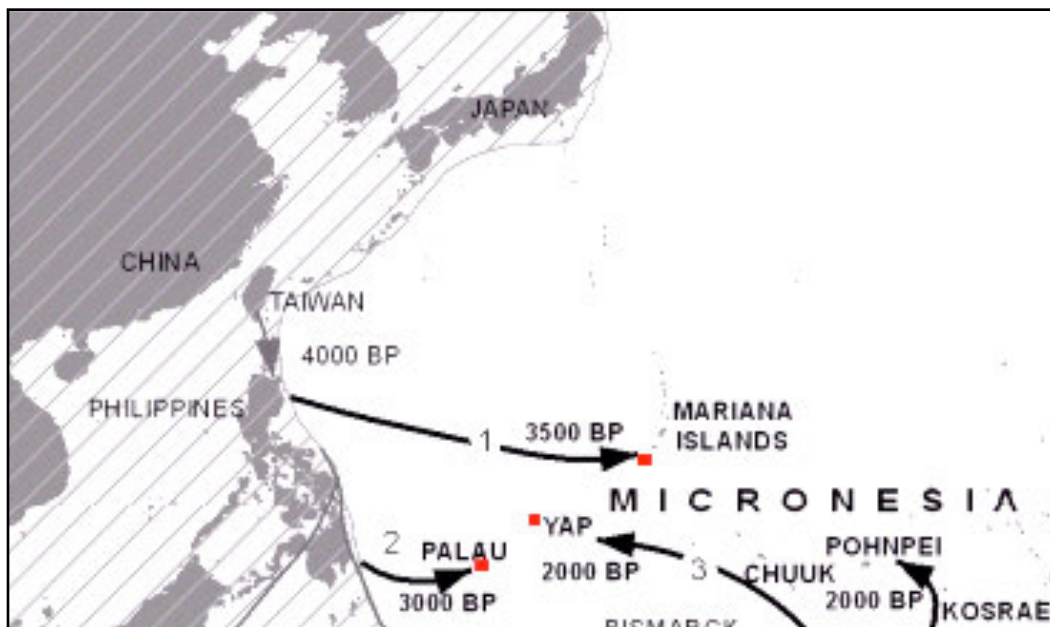 JAPAN
CHINA
TAIWAN
4000 BP
PHILIPPINES
MARIANA
ISLANDS
1
3500 BP
MICRONESIA
YAP
2
PALAU
POHNPEI
2000 BP
3
CHUUK
3000 BP
2000 BP
KOSRAE
BISMARCK